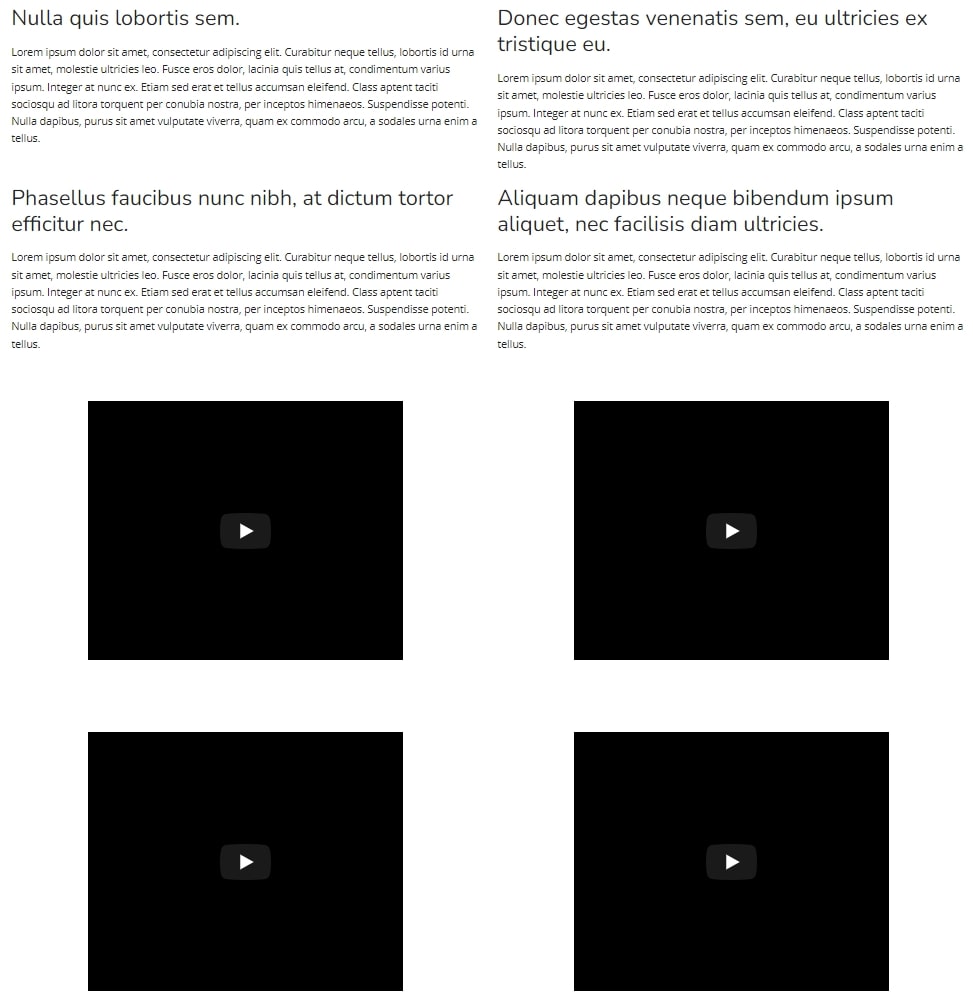 Nulla quis lobortis sem.
Lorem ipsum dolor sit amet, consectetur adipiscing elit. Curabitur neque tellus, lobortis id urna
sit amet, molestie ultricies leo. Fusce eros dolor, lacinia quis tellus at, condimentum varius
ipsum. Integer at nunc ex. Etiam sed erat et tellus accumsan eleifend. Class aptent taciti
sociosqu ad litora torquent per conubia nostra, per inceptos himenaeos. Suspendisse potenti.
Nulla dapibus, purus sit amet vulputate viverra, quam ex commodo arcu, a sodales urna enim a
tellus.
Donec egestas venenatis sem, eu ultricies ex
tristique eu.
Lorem ipsum dolor sit amet, consectetur adipiscing elit. Curabitur neque tellus, lobortis id urna
sit amet, molestie ultricies leo. Fusce eros dolor, lacinia quis tellus at, condimentum varius
ipsum. Integer at nunc ex. Etiam sed erat et tellus accumsan eleifend. Class aptent taciti
sociosqu ad litora torquent per conubia nostra, per inceptos himenaeos. Suspendisse potenti.
Nulla dapibus, purus sit amet vulputate viverra, quam ex commodo arcu, a sodales urna enim a
tellus.
Phasellus faucibus nunc nibh, at dictum tortor
efficitur nec.
Lorem ipsum dolor sit amet, consectetur adipiscing elit. Curabitur neque tellus, lobortis id urna
sit amet, molestie ultricies leo. Fusce eros dolor, lacinia quis tellus at, condimentum varius
ipsum. Integer at nunc ex. Etiam sed erat et tellus accumsan eleifend. Class aptent taciti
sociosqu ad litora torquent per conubia nostra, per inceptos himenaeos. Suspendisse potenti.
Nulla dapibus, purus sit amet vulputate viverra, quam ex commodo arcu, a sodales urna enim a
tellus.
Aliquam dapibus neque bibendum ipsum
aliquet, nec facilisis diam ultricies.
Lorem ipsum dolor sit amet, consectetur adipiscing elit. Curabitur neque tellus, lobortis id urna
sit amet, molestie ultricies leo. Fusce eros dolor, lacinia quis tellus at, condimentum varius
ipsum. Integer at nunc ex. Etiam sed erat et tellus accumsan eleifend. Class aptent taciti
sociosqu ad litora torquent per conubia nostra, per inceptos himenaeos. Suspendisse potenti.
Nulla dapibus, purus sit amet vulputate viverra, quam ex commodo arcu, a sodales urna enim a
tellus.